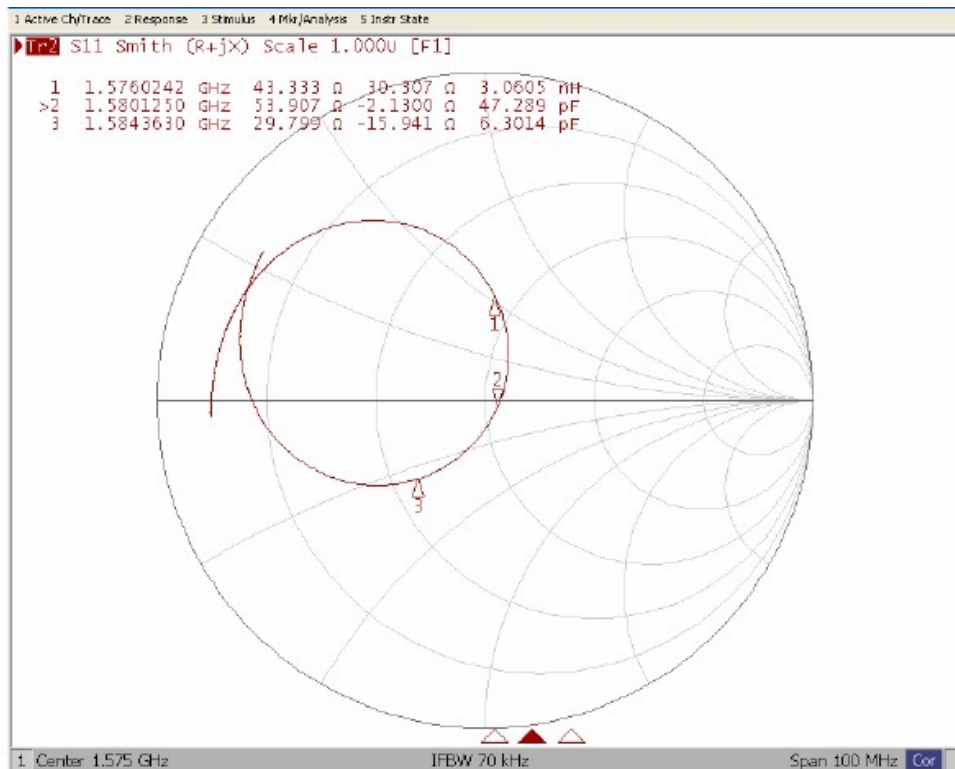 1 Active Ch/Trace 2 Response 3 Stimulus 4 Mkr/Analysis 5 Instr State
Tr2 S11 Smith (R+jX) Scale 1.000U [F1]
1 1.5760242 GHz 43.333 Ω 30.307 Ω 3.0605 nH
>2 1.5801250 GHz 53.907 Ω -2.1300 Ω 47.289 pF
3 1.5843630 GHz 29.799 Ω -15.941 Ω 6.3014 pF
1
2
3
1 Center 1.575 GHz IFBW 70 kHz Span 100 MHz Cor